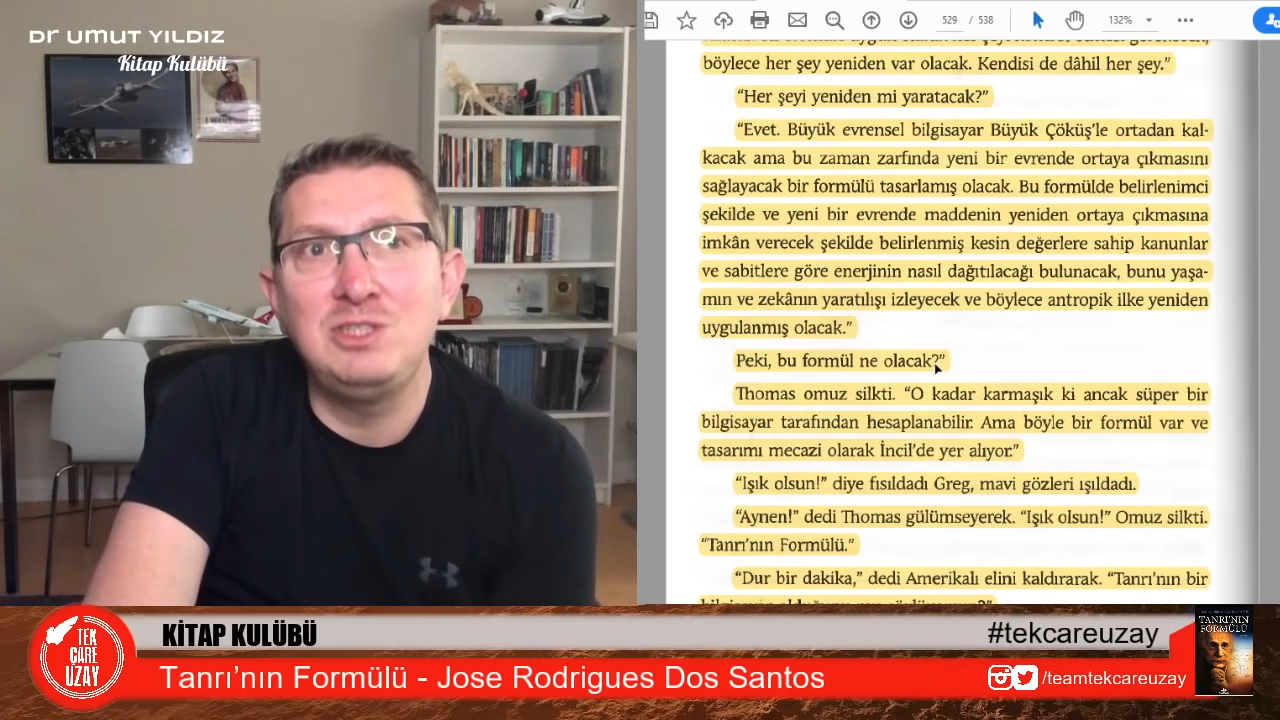 Dr UMUT YILDIZ
Kitap Kulübü
529 / 538
132%
böylece her şey yeniden var olacak. Kendisi de dâhil her şey.”
“Her şeyi yeniden mi yaratacak?”
“Evet. Büyük evrensel bilgisayar Büyük Çöküş’le ortadan kal-
kacak ama bu zaman zarfında yeni bir evrende ortaya çıkmasını
sağlayacak bir formülü tasarlamış olacak. Bu formülde belirlenimci
şekilde ve yeni bir evrende maddenin yeniden ortaya çıkmasına
imkân verecek şekilde belirlenmiş kesin değerlere sahip kanunlar
ve sabitlere göre enerjinin nasıl dağıtılacağı bulunacak, bunu yaşa-
mın ve zekânın yaratılışı izleyecek ve böylece antropik ilke yeniden
uygulanmış olacak.”
Peki, bu formül ne olacak?”
Thomas omuz silkti. “O kadar karmaşık ki ancak süper bir
bilgisayar tarafından hesaplanabilir. Ama böyle bir formül var ve
tasarımı mecazi olarak İncil’de yer alıyor.”
“Işık olsun!” diye fısıldadı Greg, mavi gözleri ışıldadı.
“Aynen!” dedi Thomas gülümseyerek. “Işık olsun!” Omuz silkti.
“Tanrı’nın Formülü.”
“Dur bir dakika,” dedi Amerikalı elini kaldırarak. “Tanrı’nın bir
TEK
ÇARE
UZAY
KİTAP KULÜBÜ
#tekcareuzay
Tanrı’nın Formülü - Jose Rodrigues Dos Santos
/teamtekcareuzay
TANRI’NIN
FORMÜLÜ